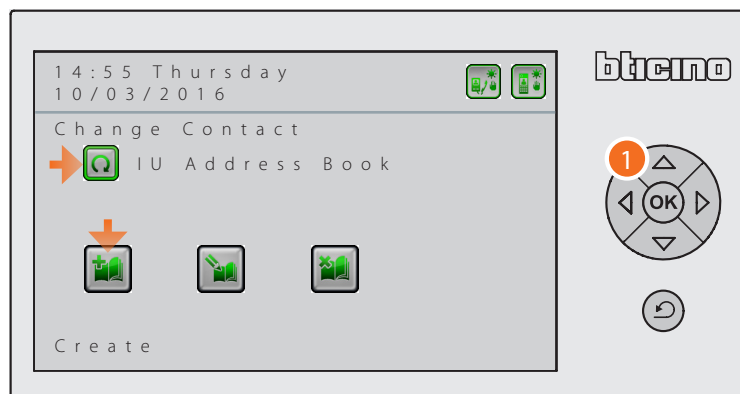 14:55 Thursday
10/03/2016
bticino
Change Contact
IU Address Book
1
OK
Create